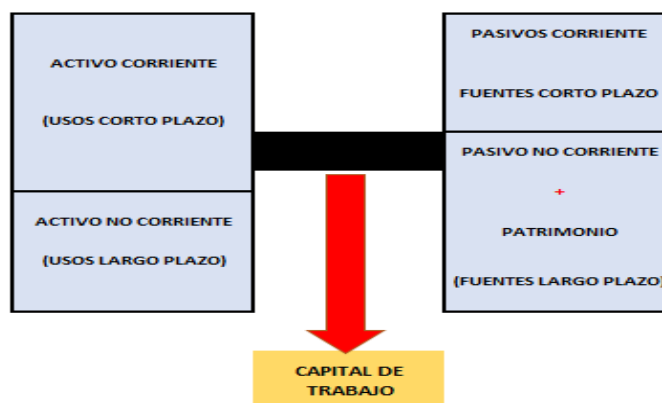 ACTIVO CORRIENTE
(USOS CORTO PLAZO)
ACTIVO NO CORRIENTE
(USOS LARGO PLAZO)
PASIVOS CORRIENTE
FUENTES CORTO PLAZO
PASIVO NO CORRIENTE
+
PATRIMONIO
(FUENTES LARGO PLAZO)
CAPITAL DE
TRABAJO